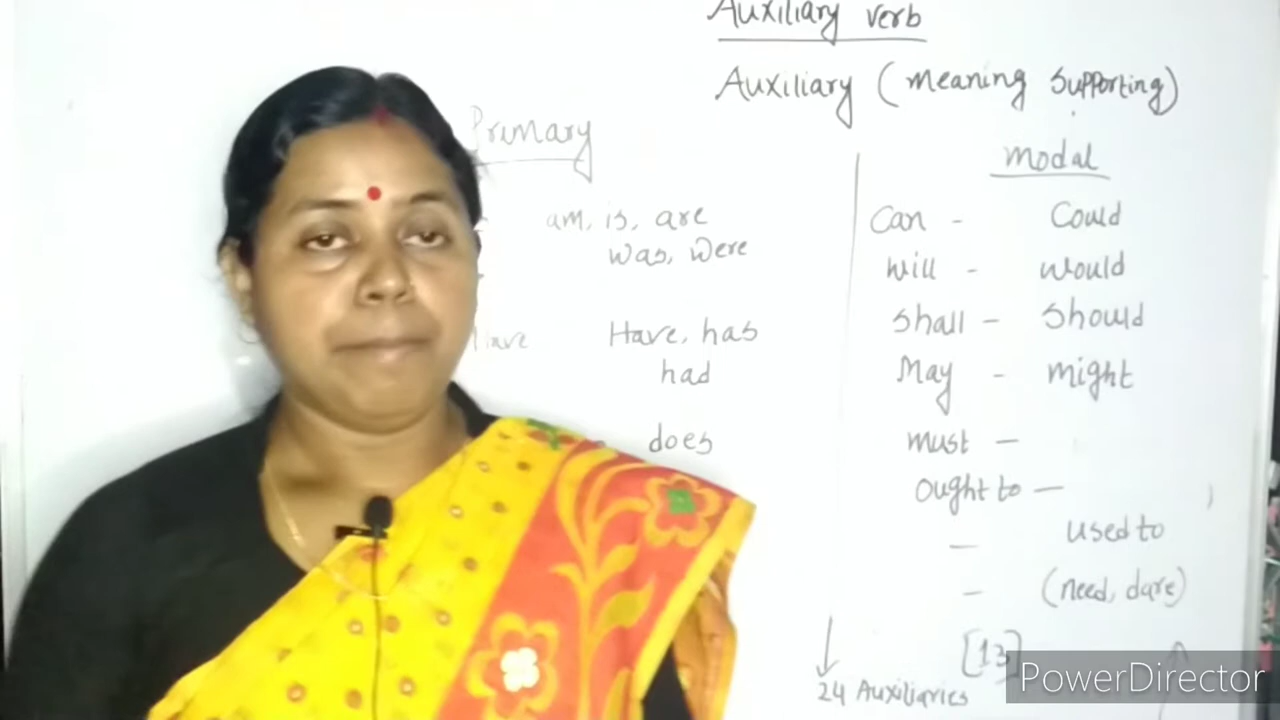 Auxiliary verb
Auxiliary (meaning supporting)
Primary
am, is, are
was, were
Have, has
had
does
modal
Can - Could
will - would
shall - should
May - might
must -
ought to -
- used to
- (need, dare)
[13]
24 Auxiliaries
PowerDirector